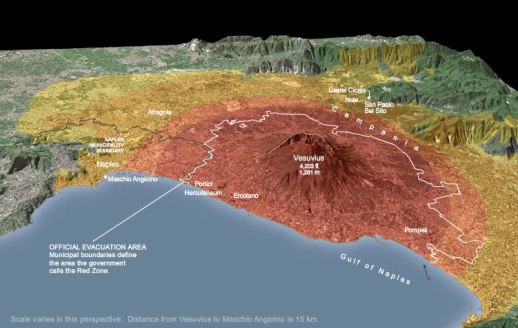 Castel Cicala
Nola
San Paolo
Bel Sito
Campania
Afragola
NAPLES
MUNICIPALITY
BOUNDARY
Naples
Maschio Angioino
Vesuvius
4,203 ft
1,281 m
Portici
Herculaneum
Ercolano
Pompeii
Gulf of Naples
OFFICIAL EVACUATION AREA
Municipal boundaries define
the area the government
calls the Red Zone.
Scale varies in this perspective. Distance from Vesuvius to Maschio Angioino is 15 km.